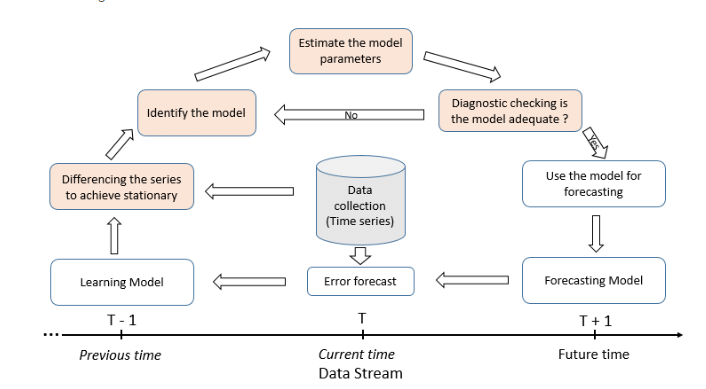 Estimate the model
parameters
Identify the model
No
Diagnostic checking is
the model adequate ?
Yes
Differencing the series
to achieve stationary
Data
collection
(Time series)
Use the model for
forecasting
Learning Model
Error forecast
Forecasting Model
T - 1
T
T + 1
...
Previous time
Current time
Future time
Data Stream